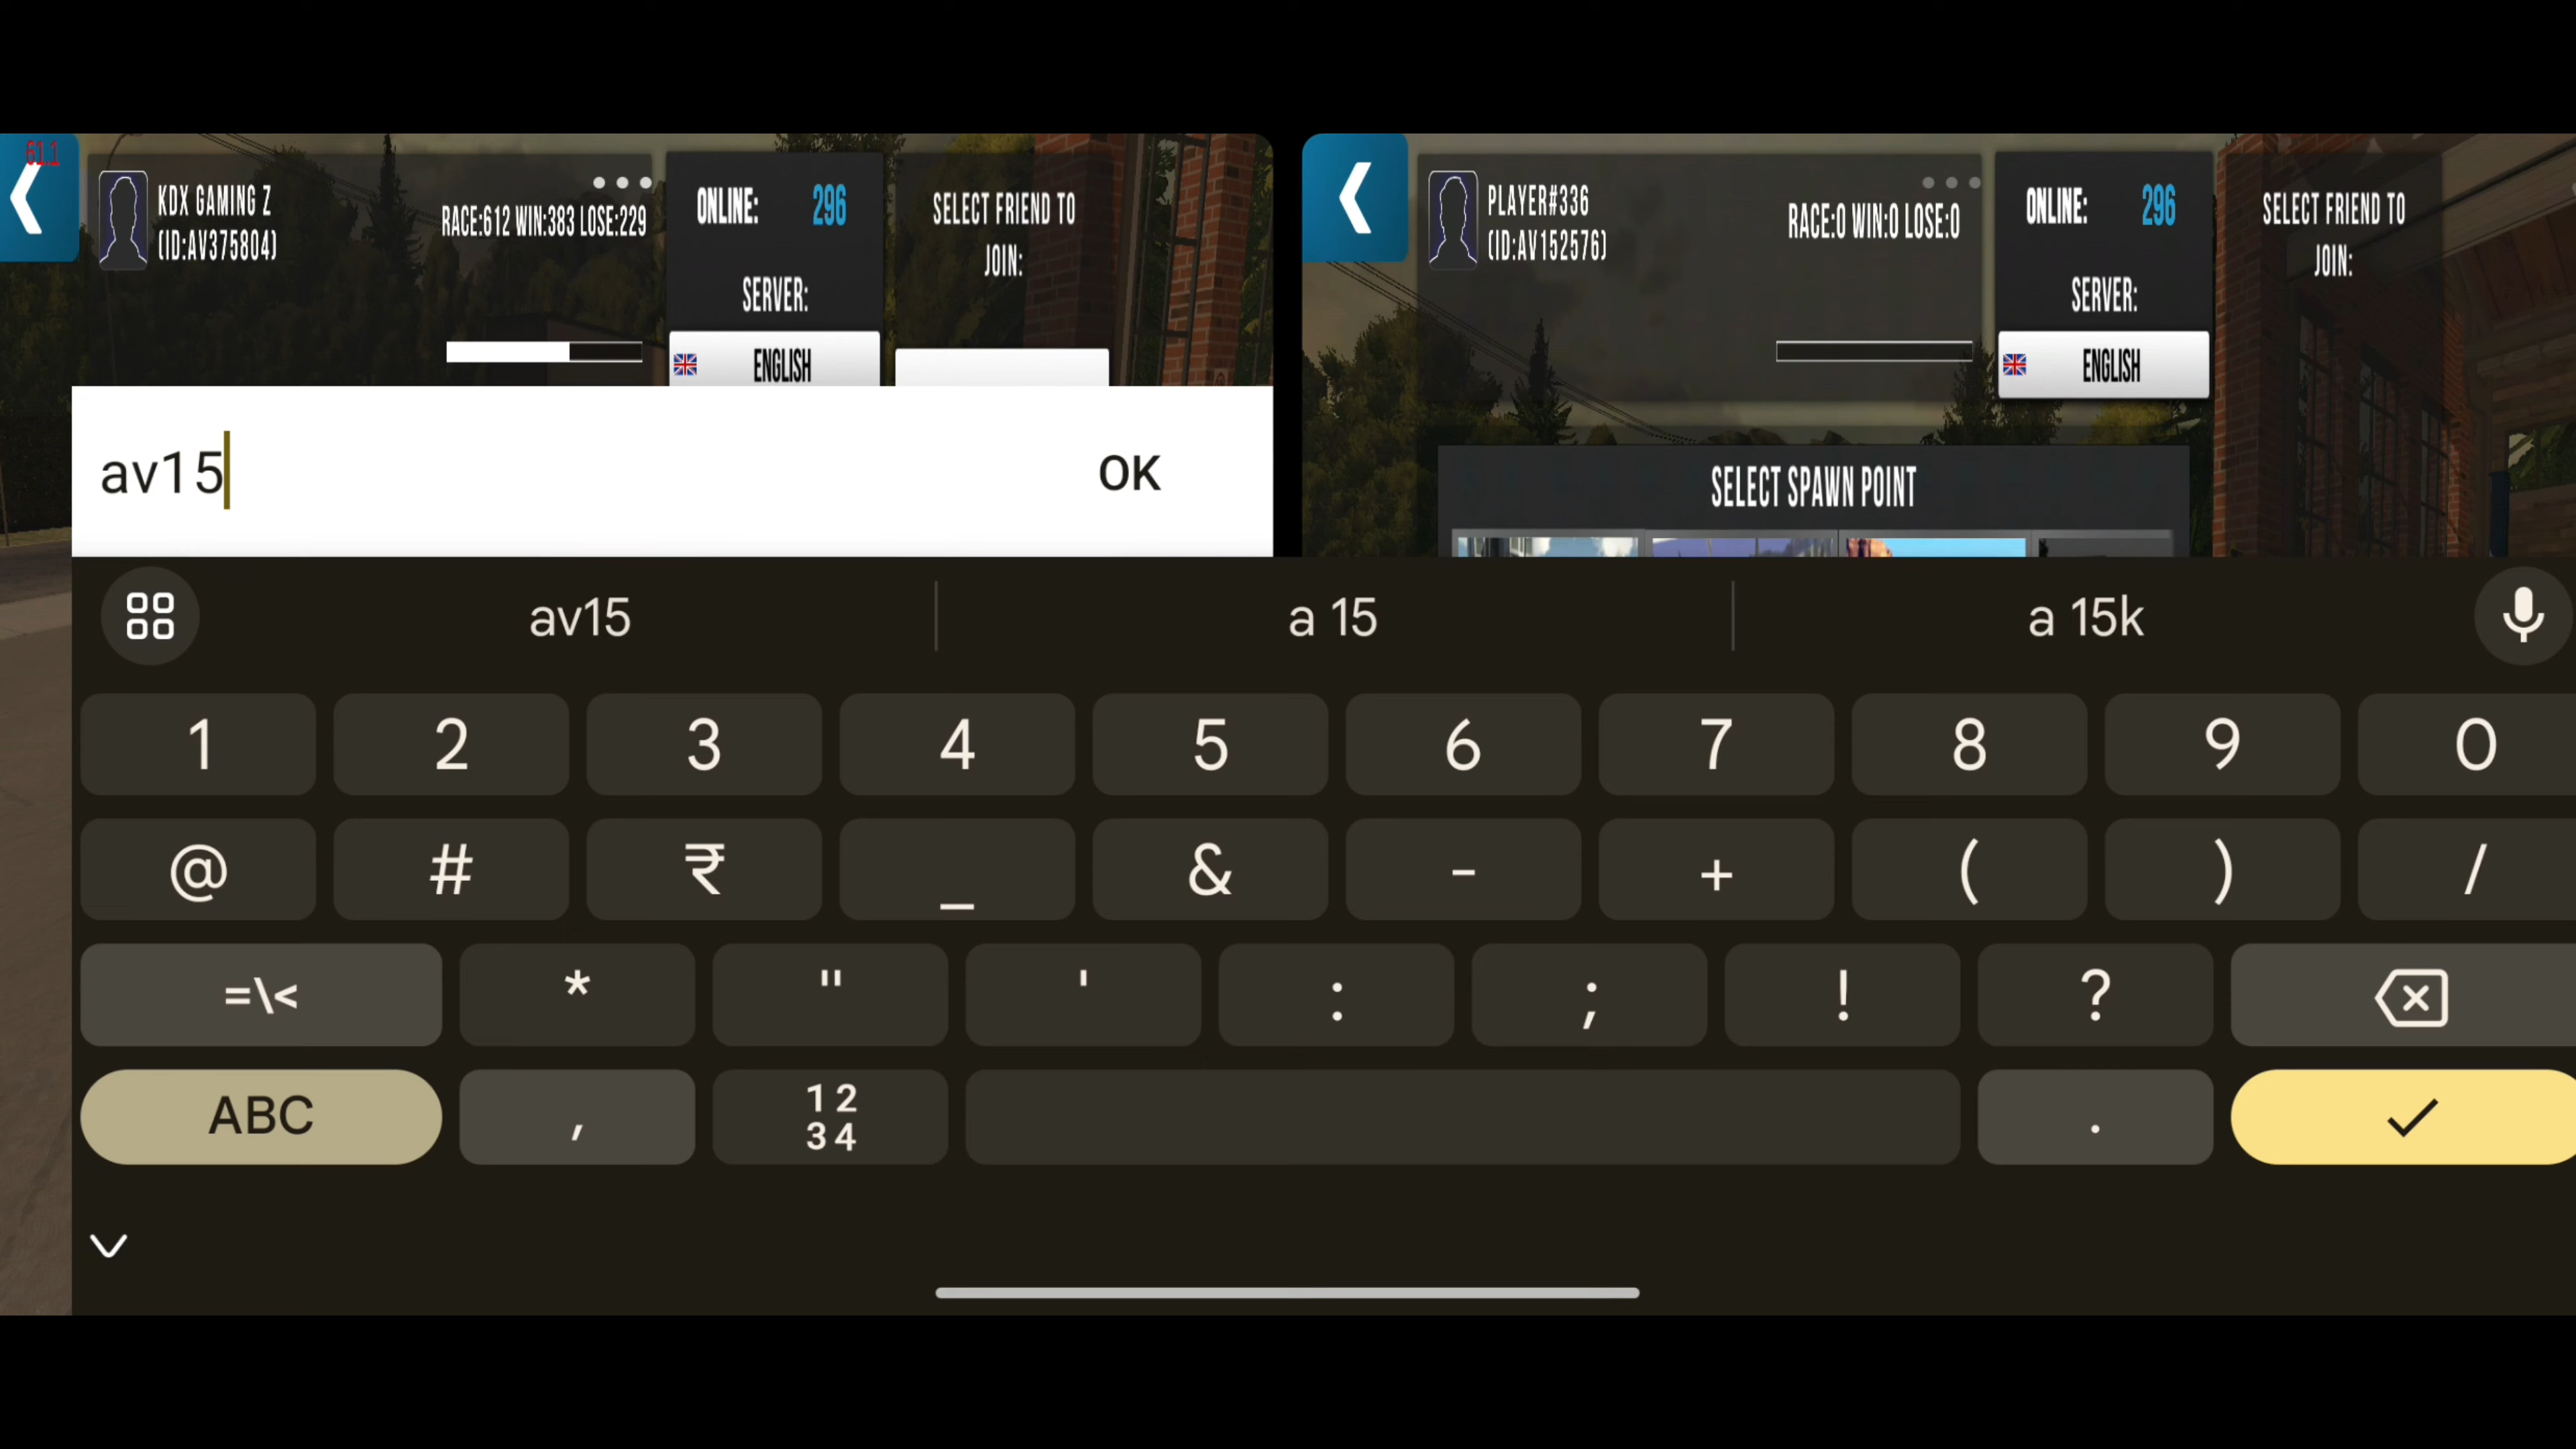 61.1
KDX GAMING Z
(ID:AV375804)
RACE:612 WIN:383 LOSE:229
ONLINE: 296
SERVER:
ENGLISH
SELECT FRIEND TO
JOIN:
PLAYER#336
(ID:AV152576)
RACE:0 WIN:0 LOSE:0
ONLINE: 296
SERVER:
ENGLISH
SELECT FRIEND TO
JOIN:
SELECT SPAWN POINT
av15 OK
av15 a 15 a 15k
1 2 3 4 5 6 7 8 9 0
@ # ₹ _ & - + ( ) /
=\< * " ' : ; ! ?
ABC , 12 .
34